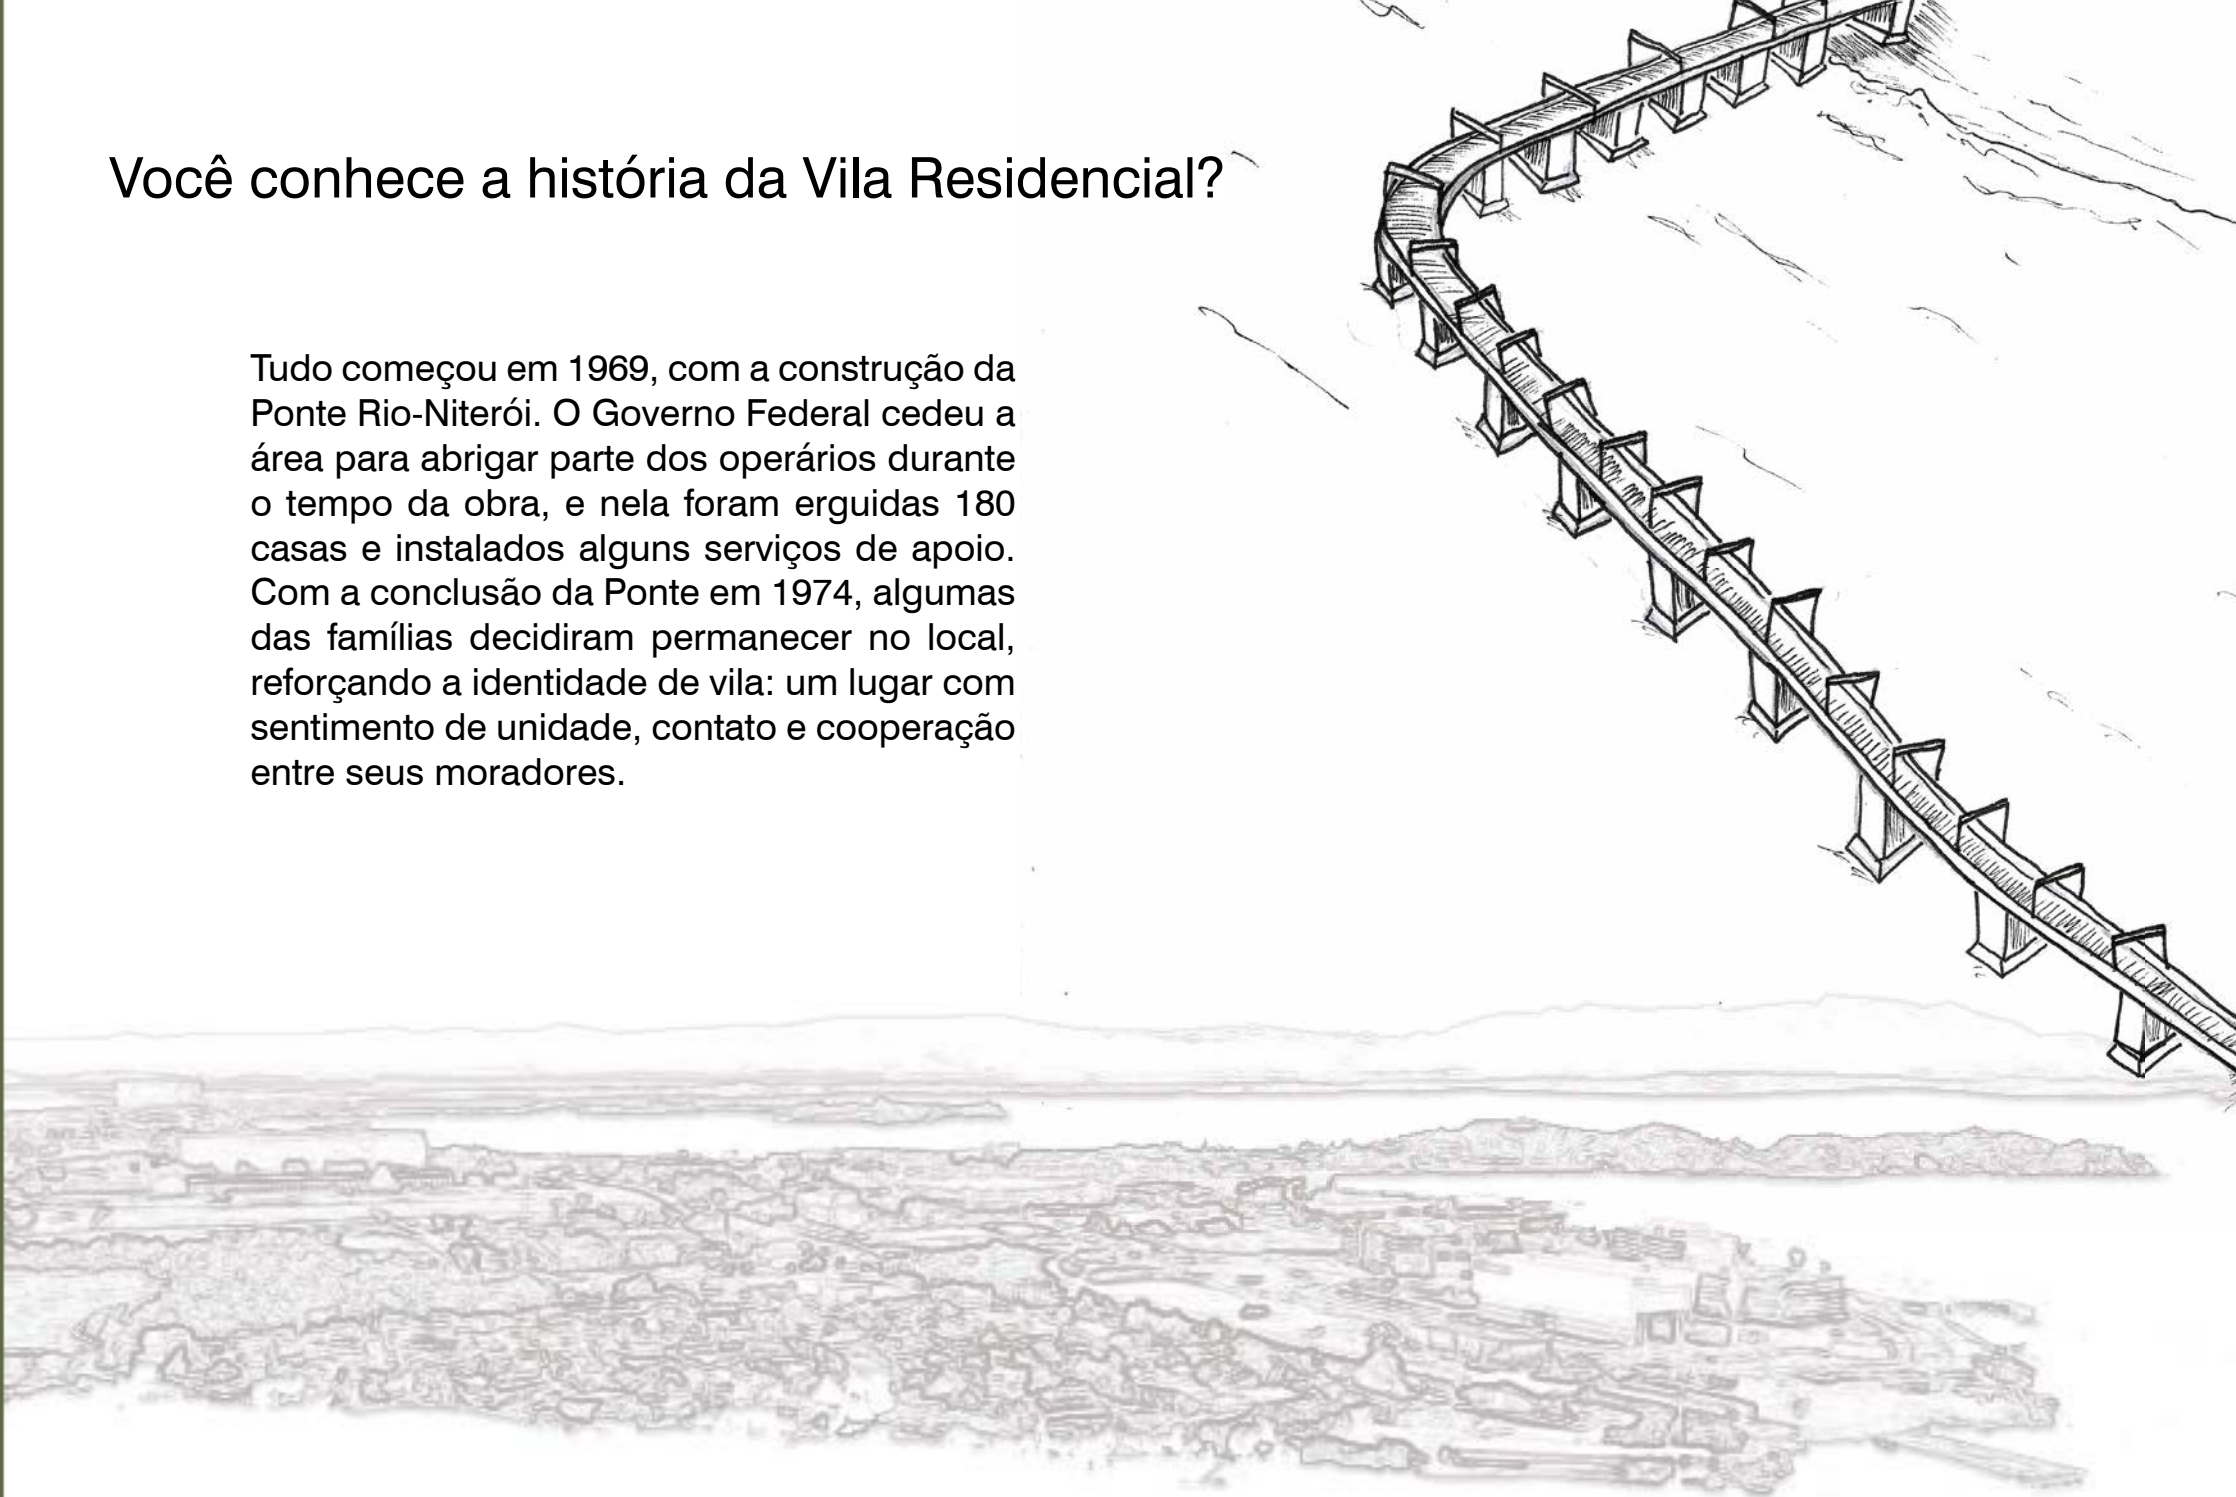 Você conhece a história da Vila Residencial?
Tudo começou em 1969, com a construção da
Ponte Rio-Niterói. O Governo Federal cedeu a
área para abrigar parte dos operários durante
o tempo da obra, e nela foram erguidas 180
casas e instalados alguns serviços de apoio.
Com a conclusão da Ponte em 1974, algumas
das famílias decidiram permanecer no local,
reforçando a identidade de vila: um lugar com
sentimento de unidade, contato e cooperação
entre seus moradores.